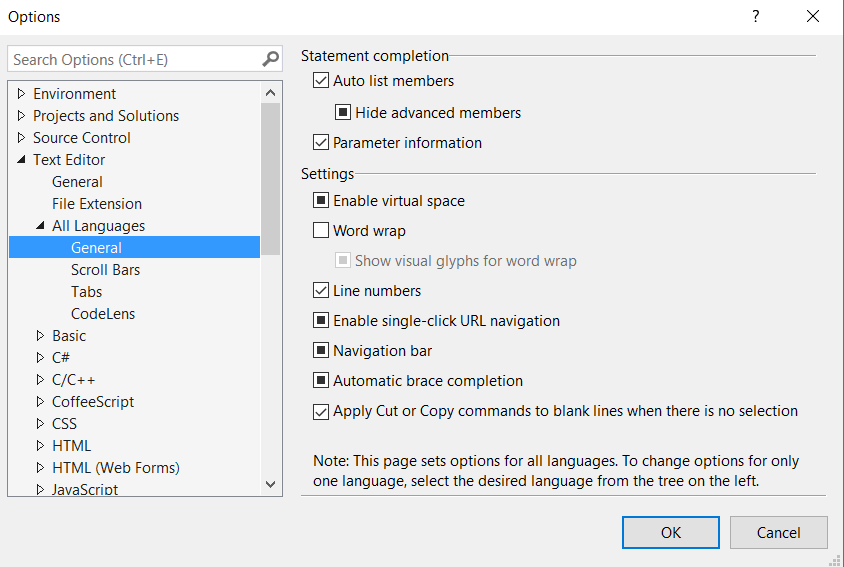 Options
?
Search Options (Ctrl+E)
Environment
Projects and Solutions
Source Control
Text Editor
General
File Extension
All Languages
General
Scroll Bars
Tabs
CodeLens
Basic
C#
C/C++
CoffeeScript
CSS
HTML
HTML (Web Forms)
JavaScript
Statement completion
Auto list members
Hide advanced members
Parameter information
Settings
Enable virtual space
Word wrap
Show visual glyphs for word wrap
Line numbers
Enable single-click URL navigation
Navigation bar
Automatic brace completion
Apply Cut or Copy commands to blank lines when there is no selection
Note: This page sets options for all languages. To change options for only
one language, select the desired language from the tree on the left.
OK
Cancel